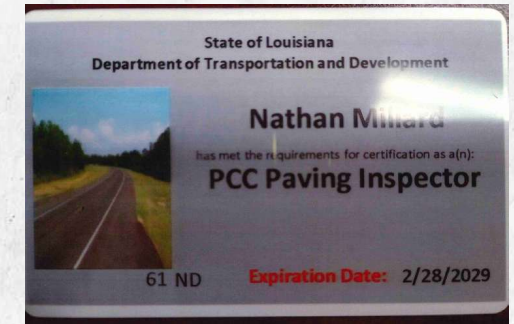 State of Louisiana
Department of Transportation and Development
Nathan Millard
has met the requirements for certification as a(n):
PCC Paving Inspector
61 ND
Expiration Date: 2/28/2029